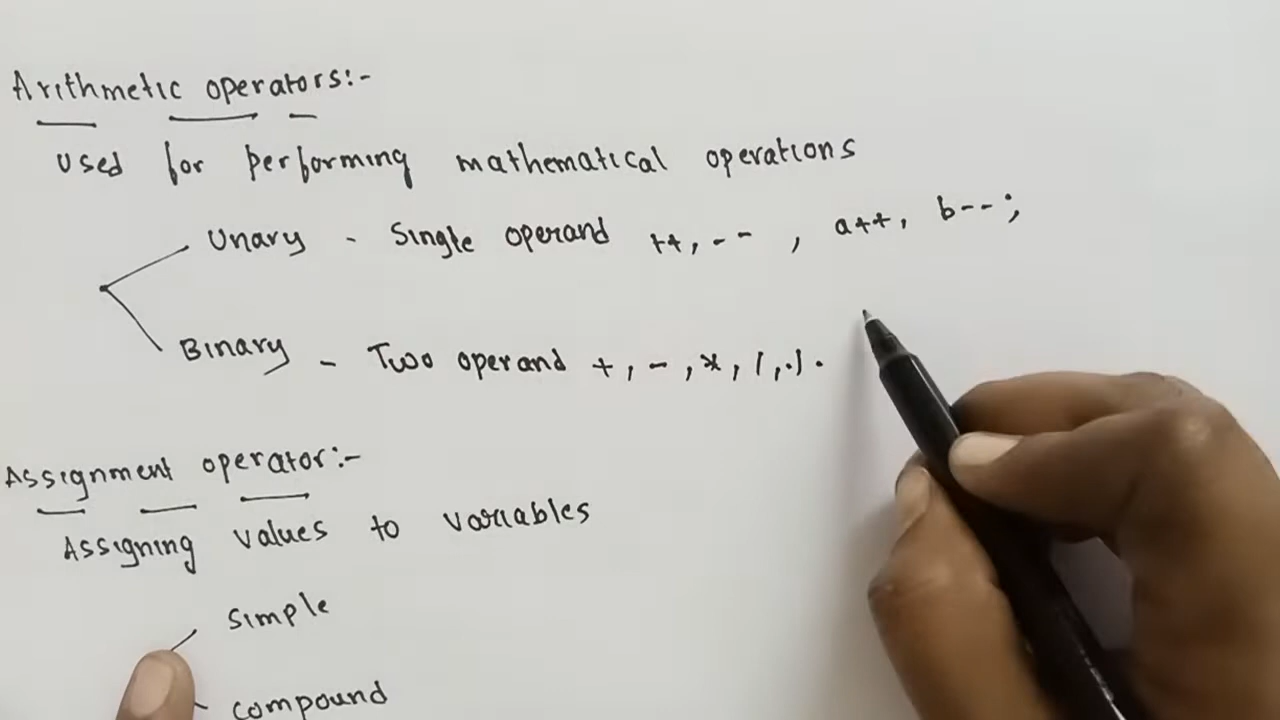 Arithmetic operators:-
Used for performing mathematical operations
Unary - Single operand ++, -- , a++, b--;
Binary - Two operand +, -, *, /, %.
Assignment operator:-
Assigning values to variables
Simple
compound